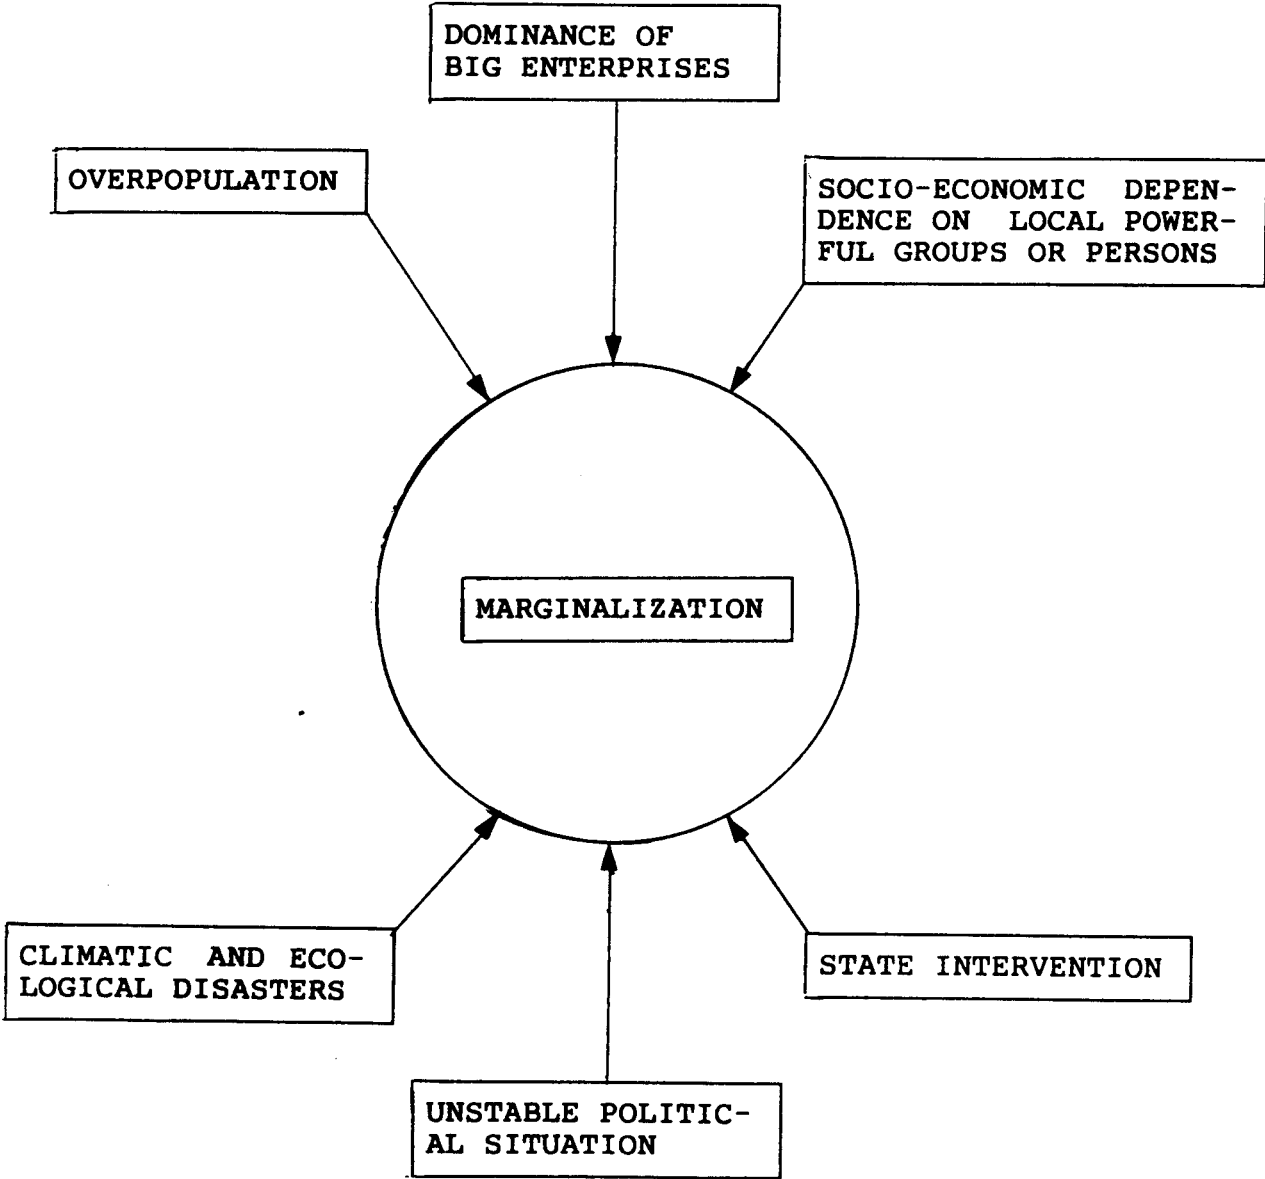 DOMINANCE OF
BIG ENTERPRISES
OVERPOPULATION
SOCIO-ECONOMIC DEPEN-
DENCE ON LOCAL POWER-
FUL GROUPS OR PERSONS
MARGINALIZATION
CLIMATIC AND ECO-
LOGICAL DISASTERS
STATE INTERVENTION
UNSTABLE POLITIC-
AL SITUATION